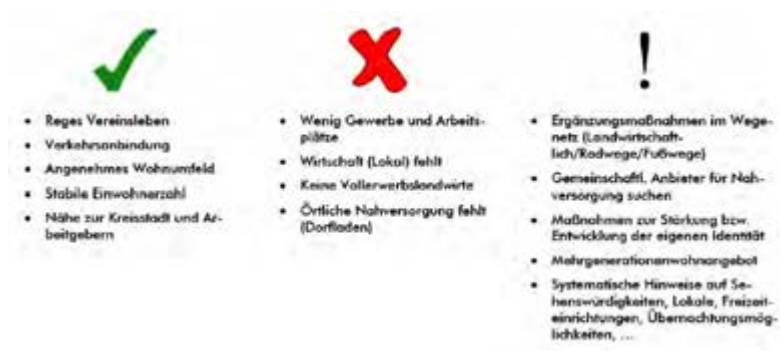 • Reges Vereinsleben
• Verkehrsanbindung
• Angenehmes Wohnumfeld
• Stabile Einwohnerzahl
• Nähe zur Kreisstadt und Ar-
beitgebern
• Wenig Gewerbe und Arbeits-
plätze
• Wirtschaft (Lokal) fehlt
• Keine Vollerwerbslandwirte
• Örtliche Nahversorgung fehlt
(Dorfladen)
!
• Ergänzungsmaßnahmen im Wege-
netz (Landwirtschaft-
lich/Radwege/Fußwege)
• Gemeinschaftl. Anbieter für Nah-
versorgung suchen
• Maßnahmen zur Stärkung bzw.
Entwicklung der eigenen Identität
• Mehrgenerationenwohnangebot
• Systematische Hinweise auf Se-
henswürdigkeiten, Lokale, Freizeit-
einrichtungen, Übernachtungsmög-
lichkeiten, ...